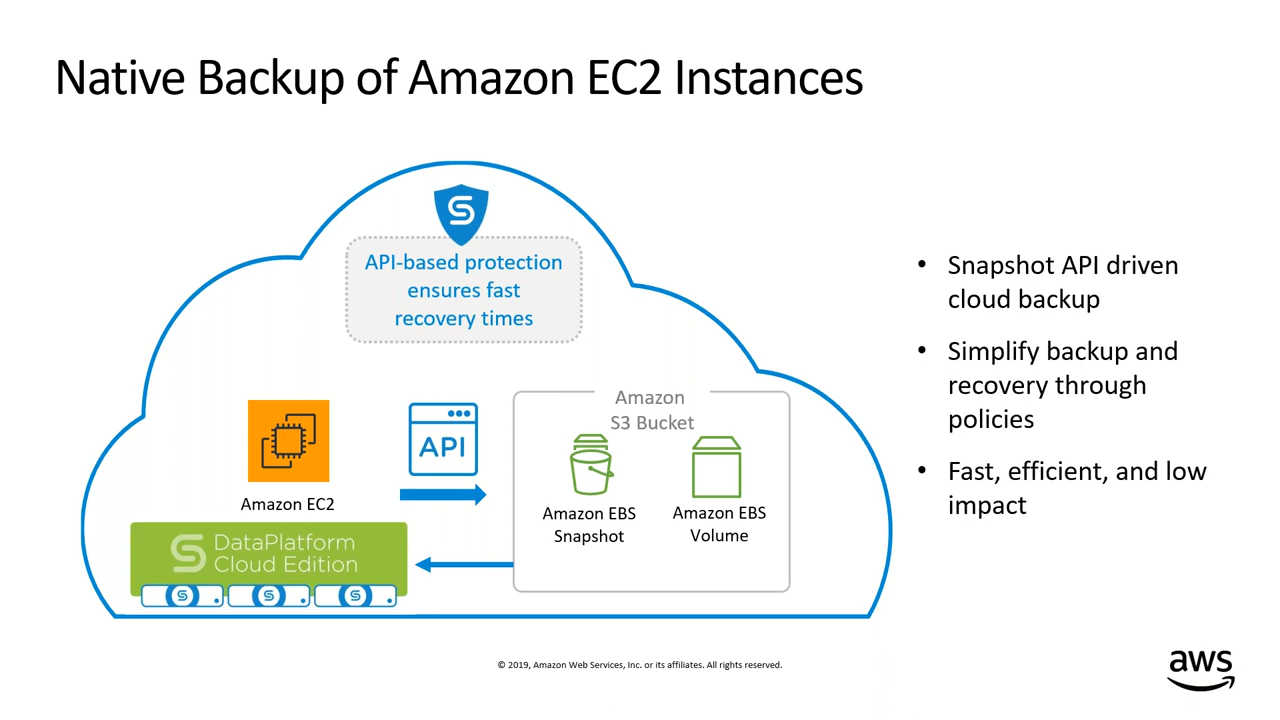 Native Backup of Amazon EC2 Instances
API-based protection
ensures fast
recovery times
Amazon EC2
API
Amazon
S3 Bucket
Amazon EBS
Snapshot
Amazon EBS
Volume
DataPlatform
Cloud Edition
• Snapshot API driven
cloud backup
• Simplify backup and
recovery through
policies
• Fast, efficient, and low
impact
© 2019, Amazon Web Services, Inc. or its affiliates. All rights reserved.
aws